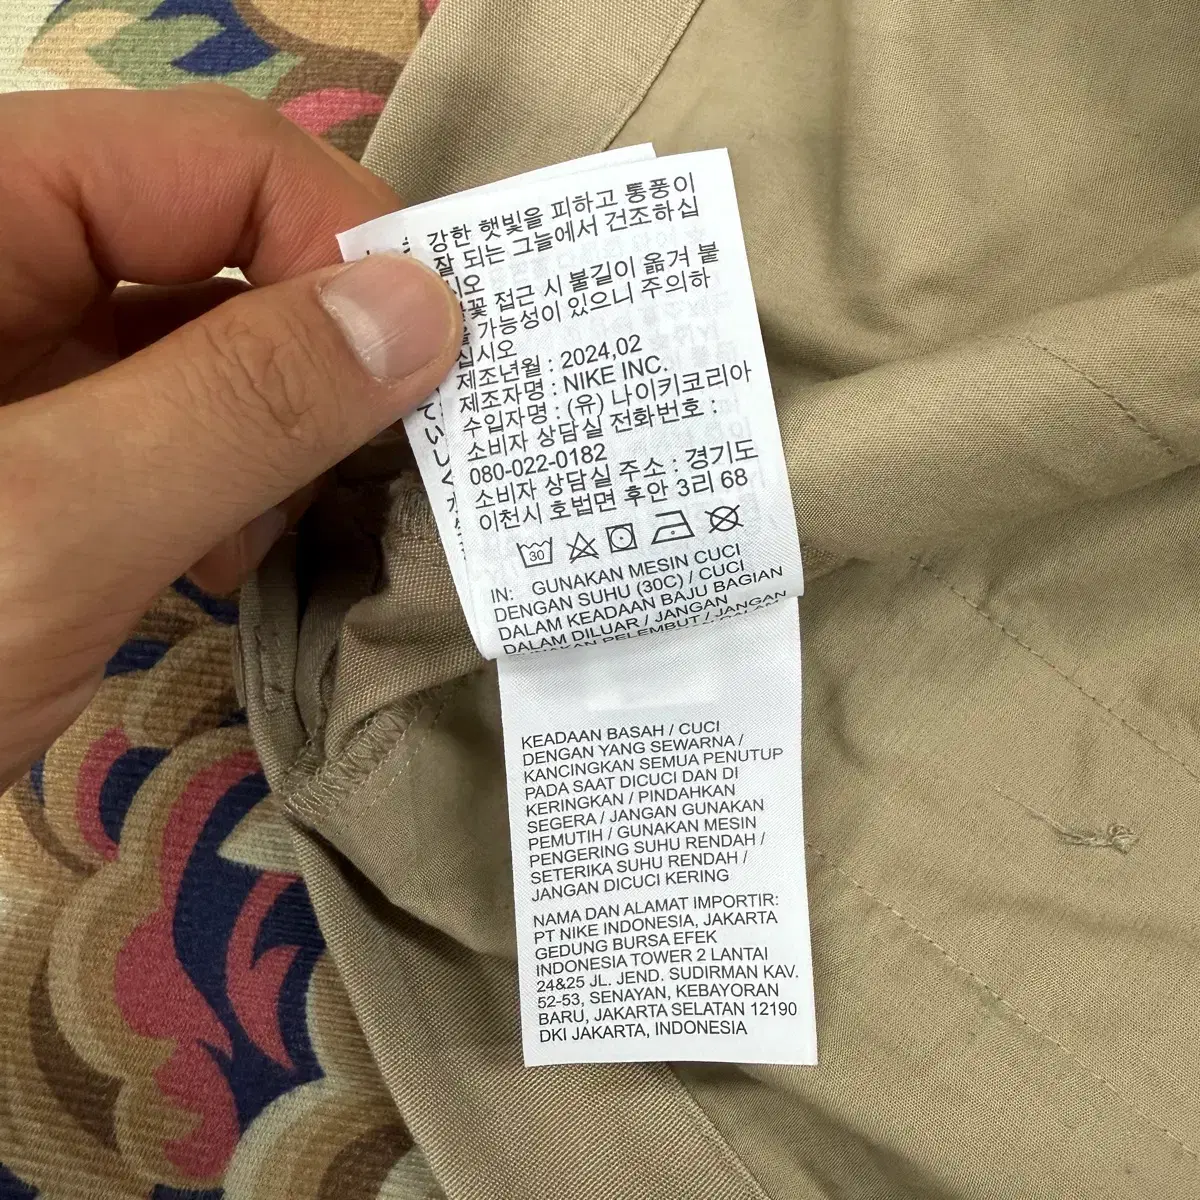 강한 햇빛을 피하고 통풍이
잘 되는 그늘에서 건조하십
시오
불꽃 접근 시 불길이 옮겨 붙
을 가능성이 있으니 주의하
십시오
제조년월 : 2024,02
제조자명 : NIKE INC.
수입자명 : (유) 나이키코리아
소비자 상담실 전화번호 :
080-022-0182
소비자 상담실 주소 : 경기도
이천시 호법면 후안 3리 68
30
IN: GUNAKAN MESIN CUCI
DENGAN SUHU (30C) / CUCI
DALAM KEADAAN BAJU BAGIAN
DALAM DILUAR / JANGAN
GUNAKAN PELEMBUT / JANGAN
KEADAAN BASAH / CUCI
DENGAN YANG SEWARNA /
KANCINGKAN SEMUA PENUTUP
PADA SAAT DICUCI DAN DI
KERINGKAN / PINDAHKAN
SEGERA / JANGAN GUNAKAN
PEMUTIH / GUNAKAN MESIN
PENGERING SUHU RENDAH /
SETERIKA SUHU RENDAH /
JANGAN DICUCI KERING
NAMA DAN ALAMAT IMPORTIR:
PT NIKE INDONESIA, JAKARTA
GEDUNG BURSA EFEK
INDONESIA TOWER 2 LANTAI
24&25 JL. JEND. SUDIRMAN KAV.
52-53, SENAYAN, KEBAYORAN
BARU, JAKARTA SELATAN 12190
DKI JAKARTA, INDONESIA